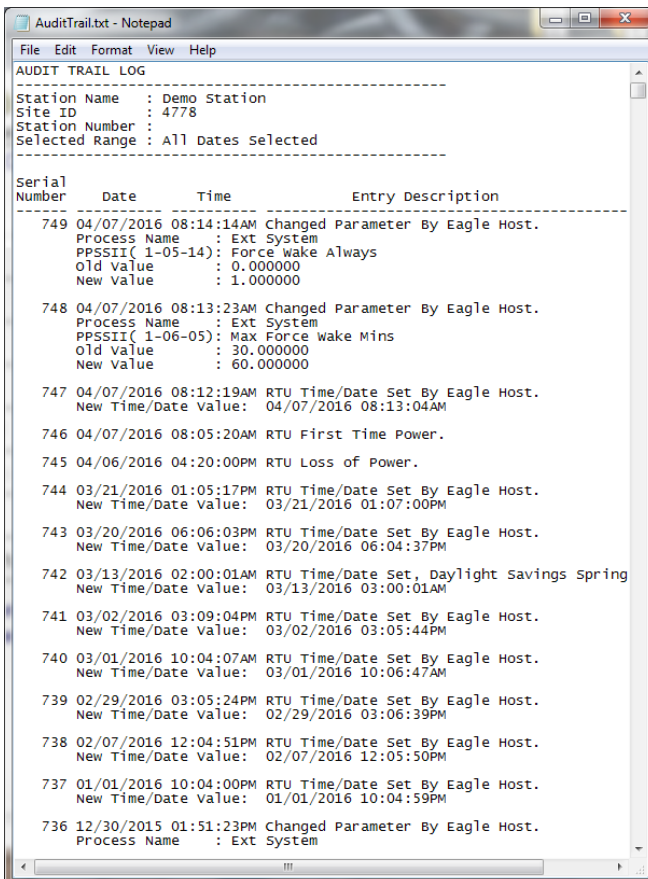 AuditTrail.txt - Notepad
File Edit Format View Help
AUDIT TRAIL LOG
--------------------------------------------------
Station Name   : Demo Station
Site ID        : 4778
Station Number :
Selected Range : All Dates Selected
--------------------------------------------------
Serial
Number    Date       Time              Entry Description
------ ---------- ---------- ------------------------------------------
749 04/07/2016 08:14:14AM Changed Parameter By Eagle Host.
Process Name    : Ext System
PPSSII( 1-05-14): Force Wake Always
Old Value       : 0.000000
New Value       : 1.000000
748 04/07/2016 08:13:23AM Changed Parameter By Eagle Host.
Process Name    : Ext System
PPSSII( 1-06-05): Max Force Wake Mins
Old Value       : 30.000000
New Value       : 60.000000
747 04/07/2016 08:12:19AM RTU Time/Date Set By Eagle Host.
New Time/Date Value:  04/07/2016 08:13:04AM
746 04/07/2016 08:05:20AM RTU First Time Power.
745 04/06/2016 04:20:00PM RTU Loss of Power.
744 03/21/2016 01:05:17PM RTU Time/Date Set By Eagle Host.
New Time/Date Value:  03/21/2016 01:07:00PM
743 03/20/2016 06:06:03PM RTU Time/Date Set By Eagle Host.
New Time/Date Value:  03/20/2016 06:04:37PM
742 03/13/2016 02:00:01AM RTU Time/Date Set, Daylight Savings Spring
New Time/Date Value:  03/13/2016 03:00:01AM
741 03/02/2016 03:09:04PM RTU Time/Date Set By Eagle Host.
New Time/Date Value:  03/02/2016 03:05:44PM
740 03/01/2016 10:04:07AM RTU Time/Date Set By Eagle Host.
New Time/Date Value:  03/01/2016 10:06:47AM
739 02/29/2016 03:05:24PM RTU Time/Date Set By Eagle Host.
New Time/Date Value:  02/29/2016 03:06:39PM
738 02/07/2016 12:04:51PM RTU Time/Date Set By Eagle Host.
New Time/Date Value:  02/07/2016 12:05:50PM
737 01/01/2016 10:04:00PM RTU Time/Date Set By Eagle Host.
New Time/Date Value:  01/01/2016 10:04:59PM
736 12/30/2015 01:51:23PM Changed Parameter By Eagle Host.
Process Name    : Ext System